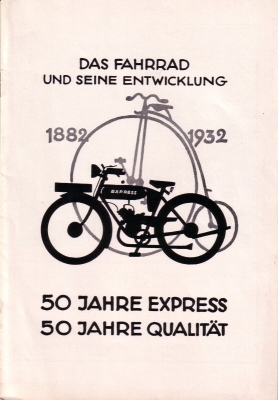 DAS FAHRRAD
UND SEINE ENTWICKLUNG
1882 1932
EXPRESS
50 JAHRE EXPRESS
50 JAHRE QUALITÄT